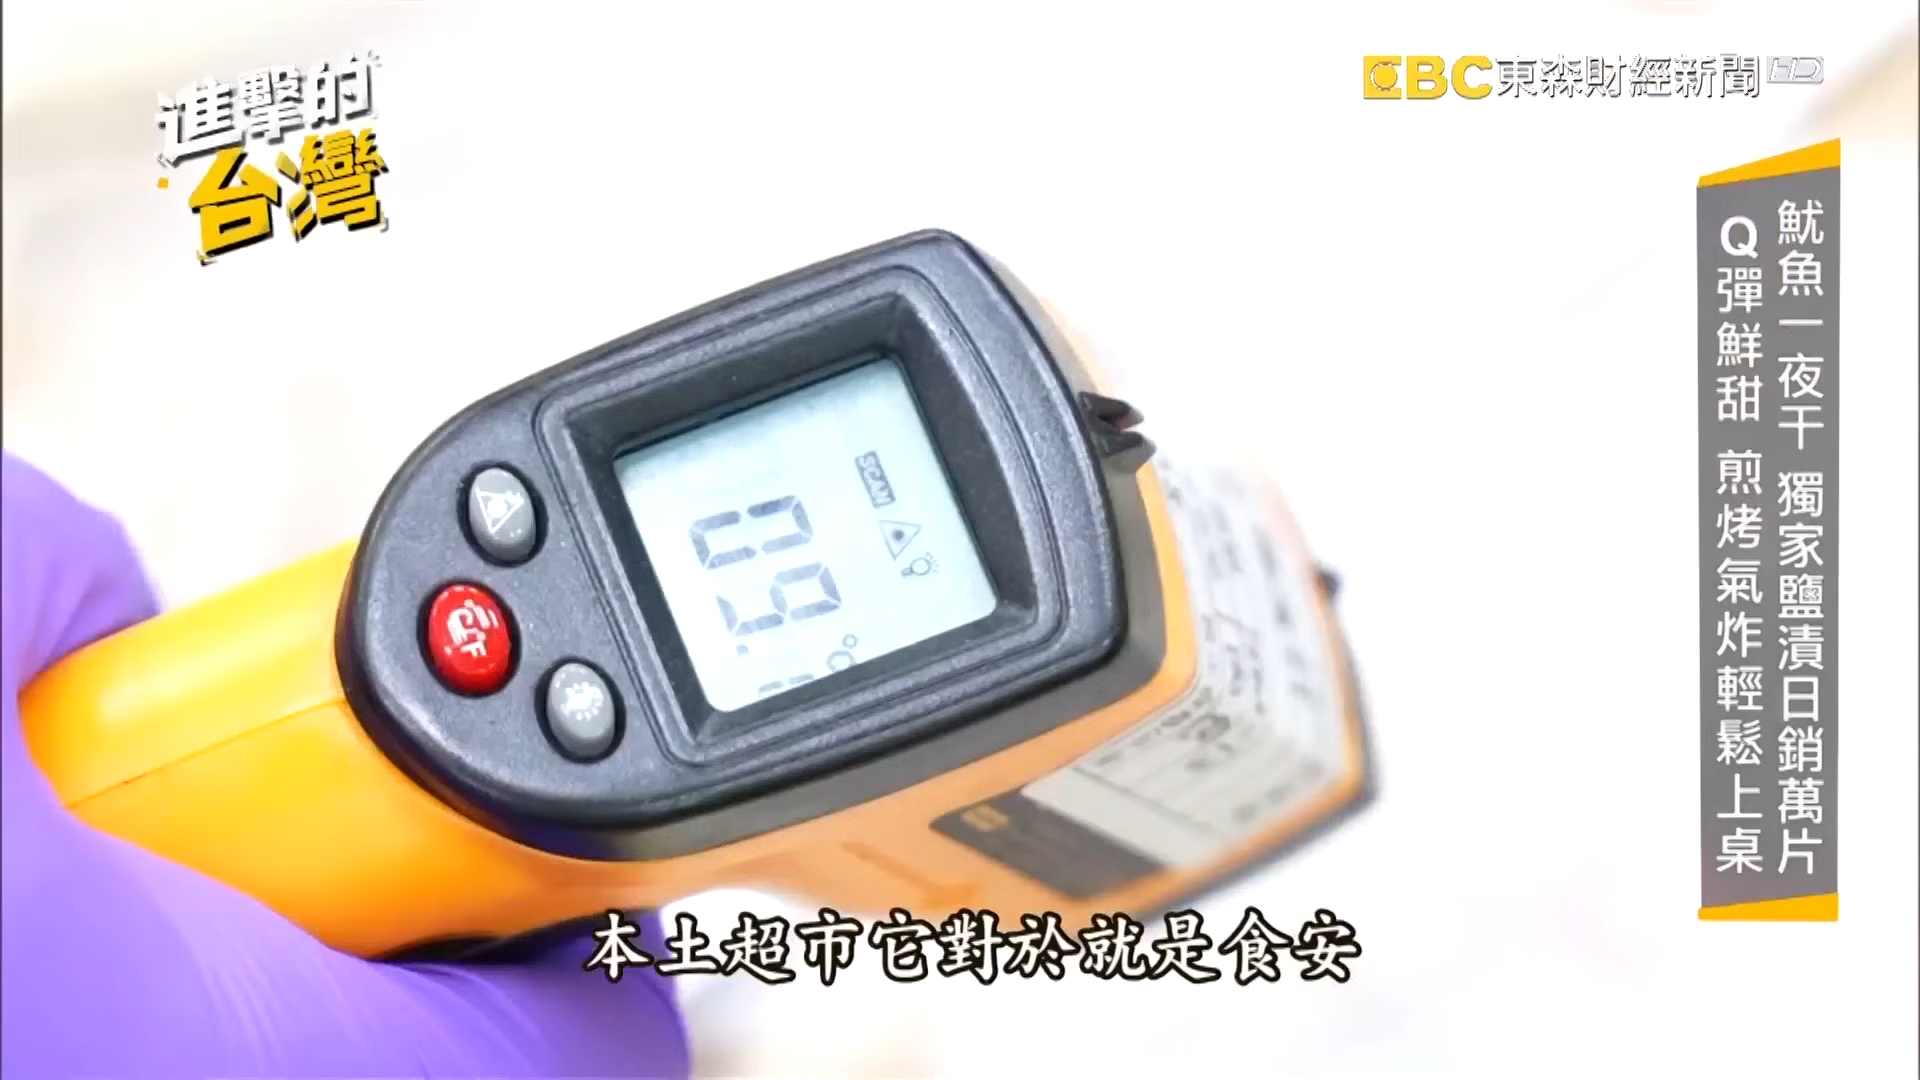 進擊的
台灣
EBC東森財經新聞HD
魷魚一夜干 獨家鹽漬日銷萬片
Q彈鮮甜 煎烤氣炸輕鬆上桌
SCAN
本土超市它對於就是食安